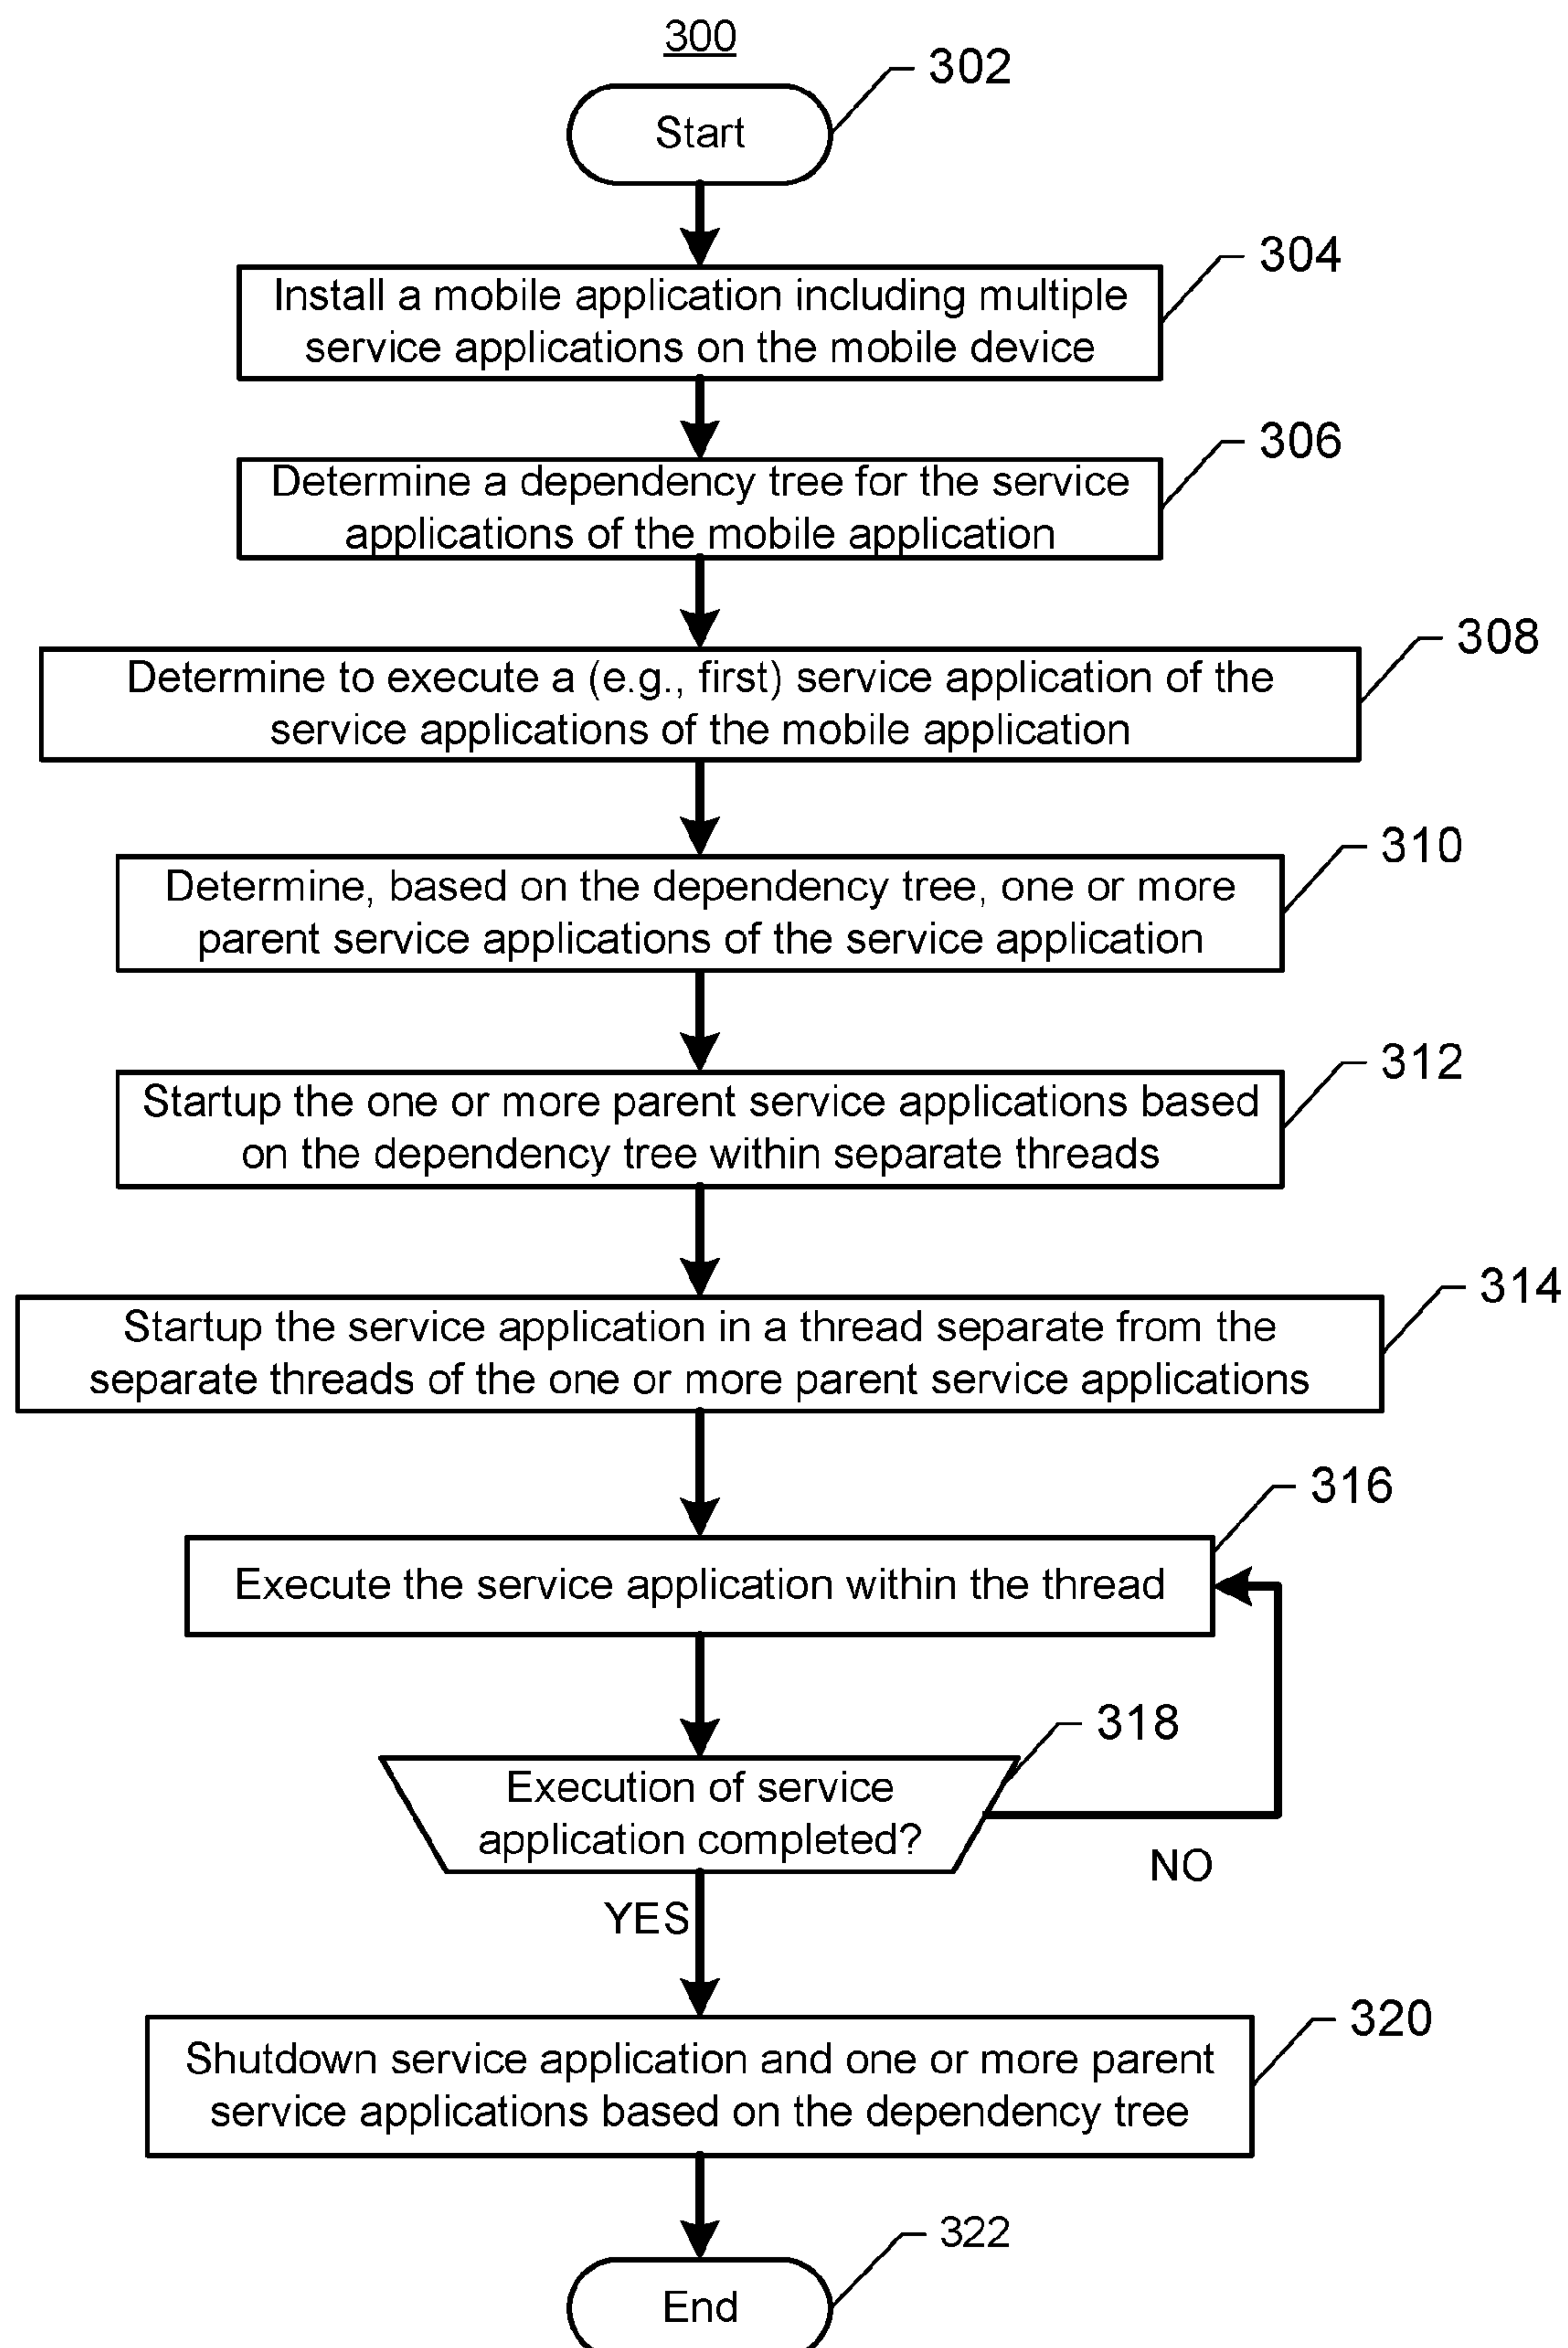 300
302
Start
304
Install a mobile application including multiple
service applications on the mobile device
306
Determine a dependency tree for the service
applications of the mobile application
308
Determine to execute a (e.g., first) service application of the
service applications of the mobile application
310
Determine, based on the dependency tree, one or more
parent service applications of the service application
312
Startup the one or more parent service applications based
on the dependency tree within separate threads
314
Startup the service application in a thread separate from the
separate threads of the one or more parent service applications
316
Execute the service application within the thread
318
Execution of service
application completed?
NO
YES
320
Shutdown service application and one or more parent
service applications based on the dependency tree
322
End